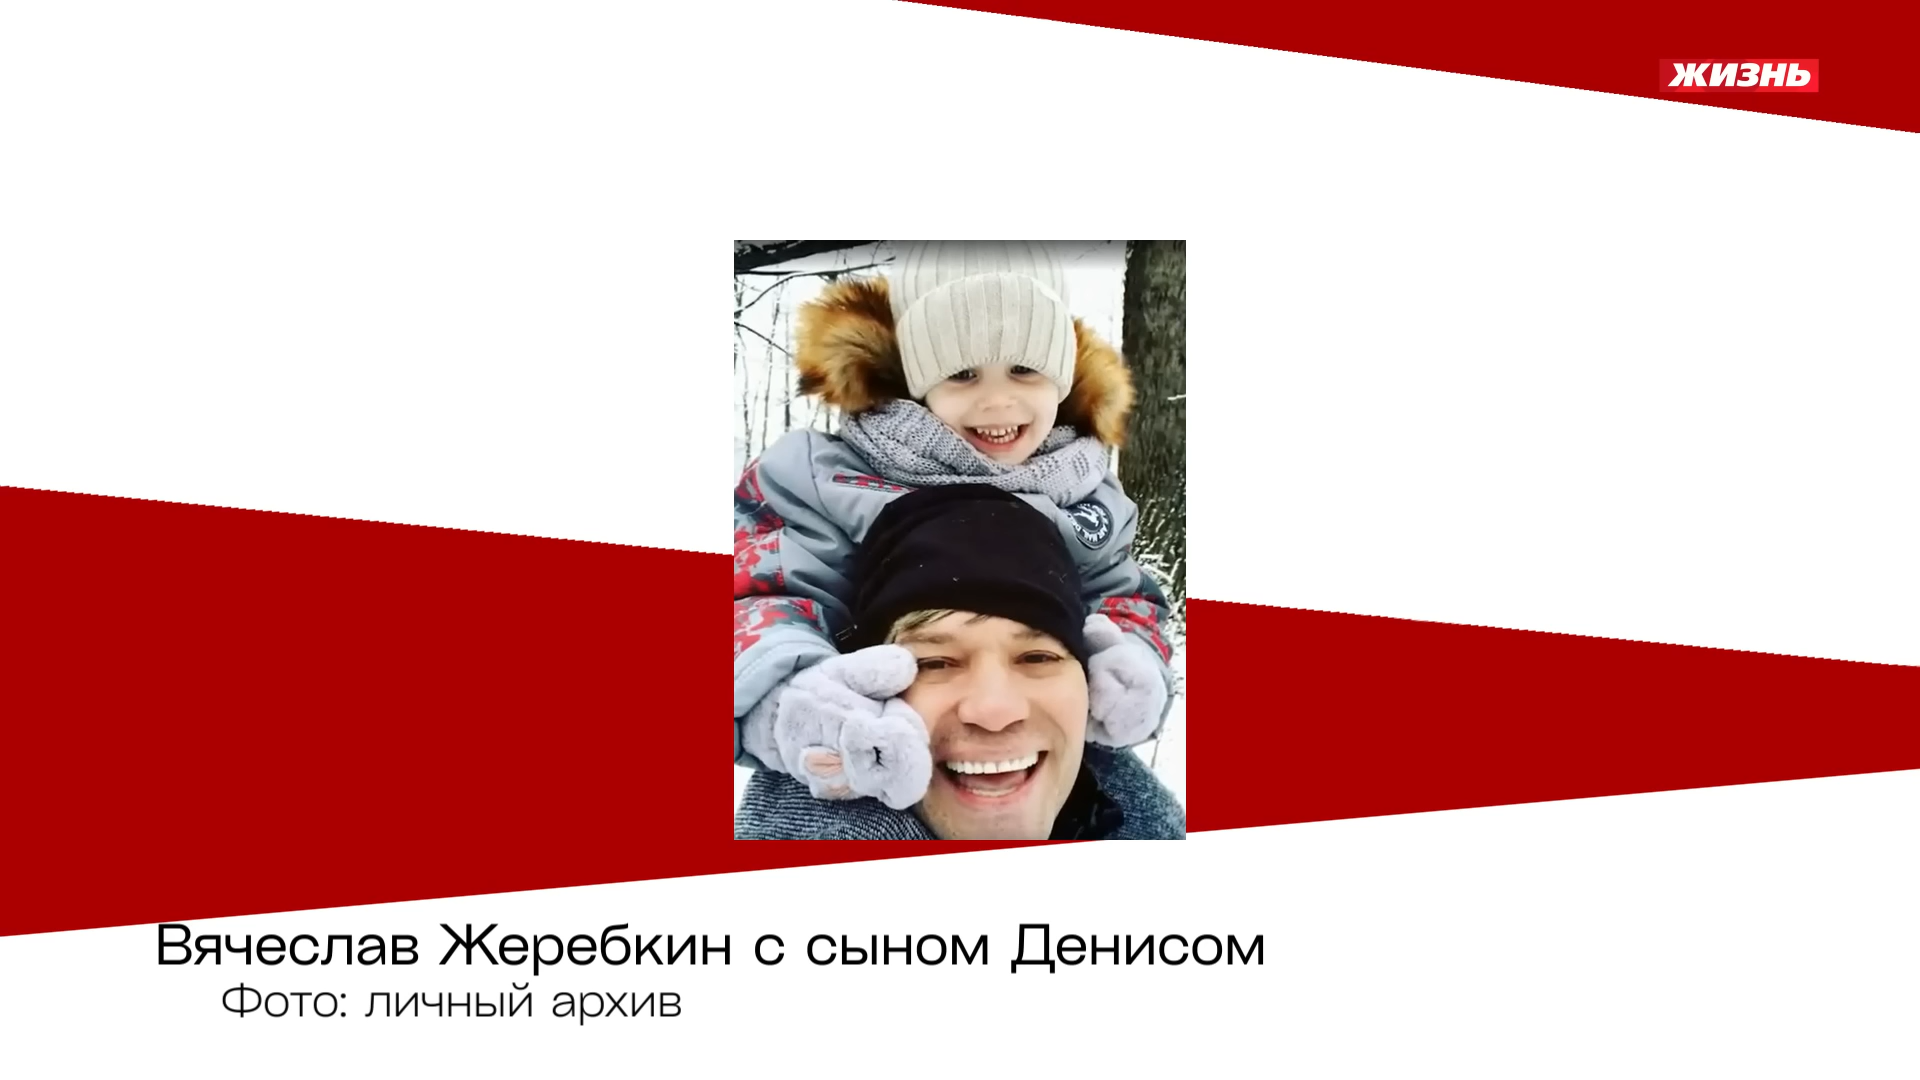 ЖИЗНЬ
Вячеслав Жеребкин с сыном Денисом
Фото: личный архив